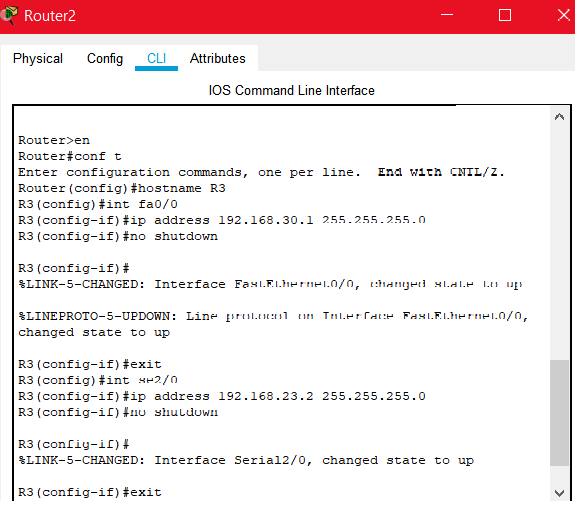 Router2
Physical Config CLI Attributes
IOS Command Line Interface
Router>en
Router#conf t
Enter configuration commands, one per line. End with CNTL/Z.
Router(config)#hostname R3
R3(config)#int fa0/0
R3(config-if)#ip address 192.168.30.1 255.255.255.0
R3(config-if)#no shutdown
R3(config-if)#
%LINK-5-CHANGED: Interface FastEthernet0/0, changed state to up
%LINEPROTO-5-UPDOWN: Line protocol on Interface FastEthernet0/0,
changed state to up
R3(config-if)#exit
R3(config)#int se2/0
R3(config-if)#ip address 192.168.23.2 255.255.255.0
R3(config-if)#no shutdown
R3(config-if)#
%LINK-5-CHANGED: Interface Serial2/0, changed state to up
R3(config-if)#exit